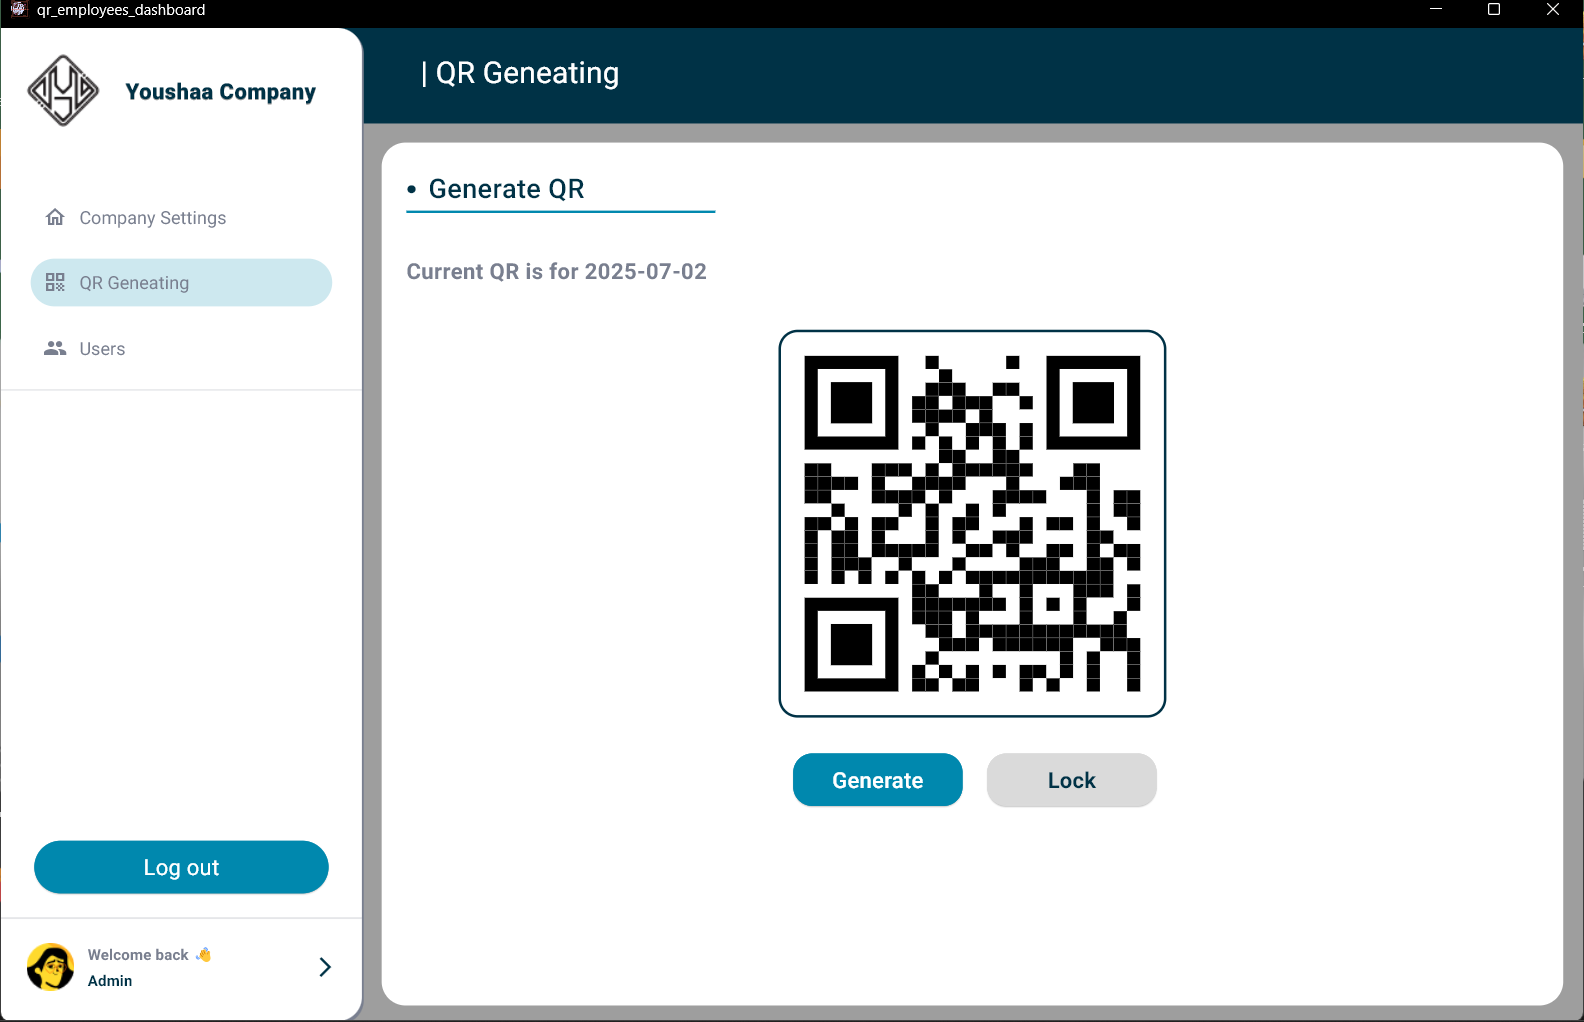 qr_employees_dashboard
Youshaa Company
Company Settings
QR Geneating
Users
Log out
Welcome back 👋
Admin
| QR Geneating
• Generate QR
Current QR is for 2025-07-02
Generate
Lock